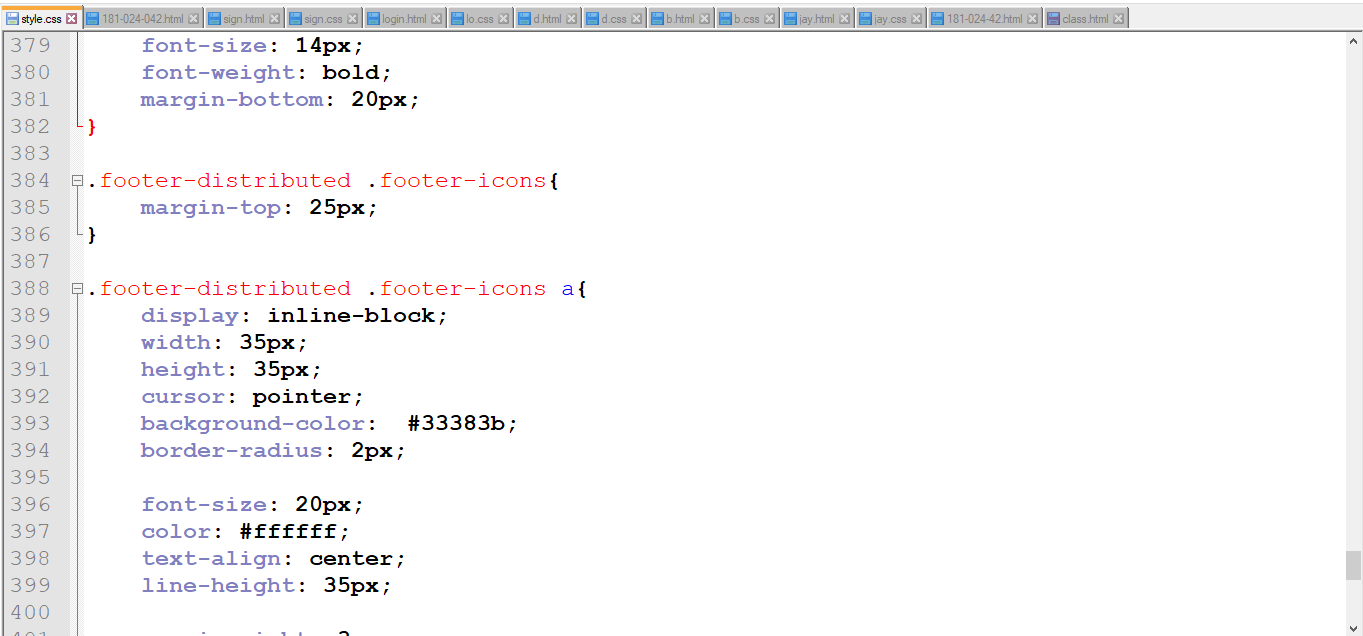 style.css 181-024-042.html sign.html sign.css login.html lo.css d.html d.css b.html b.css jay.html jay.css 181-024-42.html class.html
379 font-size: 14px;
380 font-weight: bold;
381 margin-bottom: 20px;
382 }
383
384 .footer-distributed .footer-icons{
385 margin-top: 25px;
386 }
387
388 .footer-distributed .footer-icons a{
389 display: inline-block;
390 width: 35px;
391 height: 35px;
392 cursor: pointer;
393 background-color:  #33383b;
394 border-radius: 2px;
395
396 font-size: 20px;
397 color: #ffffff;
398 text-align: center;
399 line-height: 35px;
400